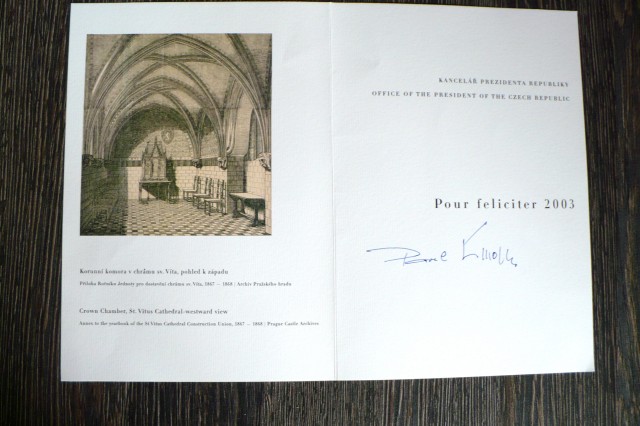 Korunní komora v chrámu sv. Víta, pohled k západu
Příloha Ročenky Jednoty pro dostavění chrámu sv. Víta, 1867 – 1868 | Archiv Pražského hradu
Crown Chamber, St. Vitus Cathedral-westward view
Annex to the yearbook of the St Vitus Cathedral Construction Union, 1867 – 1868 | Prague Castle Archives
KANCELÁŘ PREZIDENTA REPUBLIKY
OFFICE OF THE PRESIDENT OF THE CZECH REPUBLIC
Pour feliciter 2003